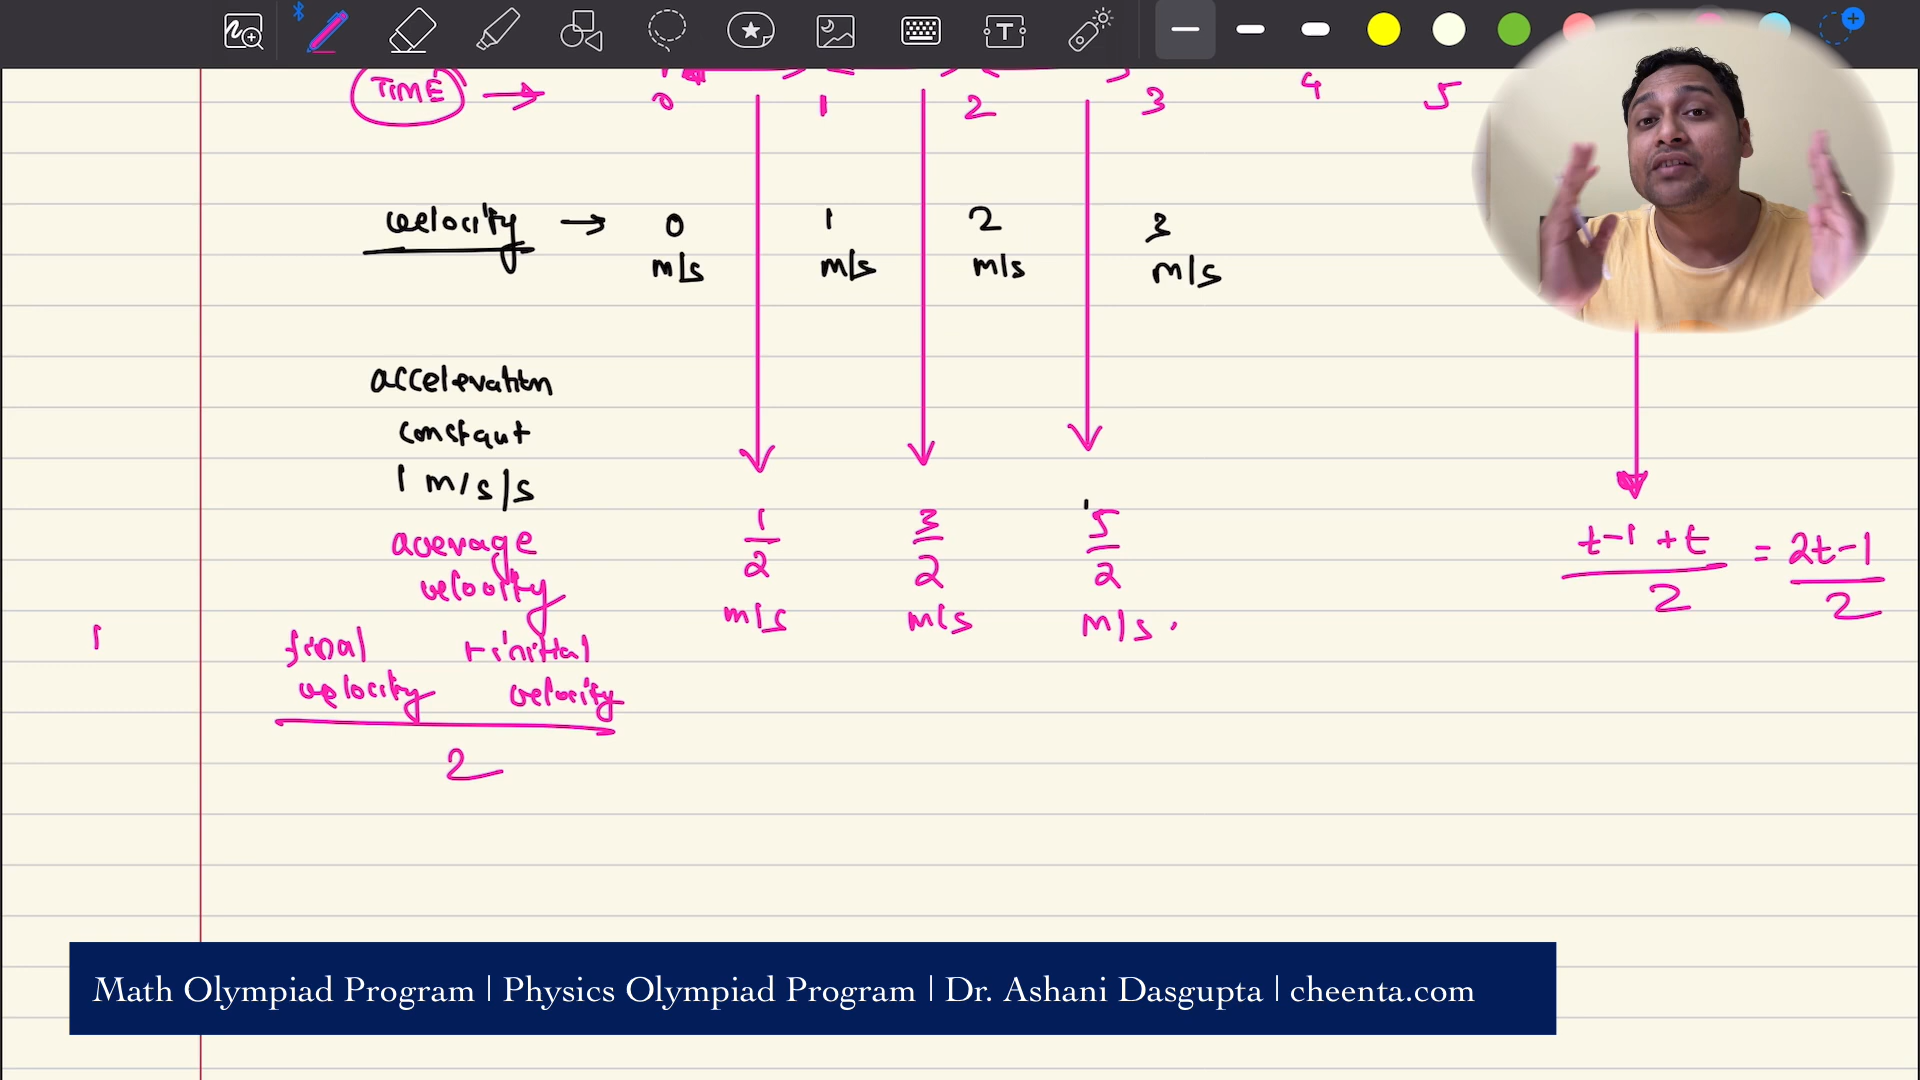 TIME → 0 1 2 3 4 5
velocity → 0 1 2 3
m/s m/s m/s m/s
acceleration
constant
1 m/s/s
average
velocity
1/2 3/2 5/2
m/s m/s m/s.
t-1+t/2 = 2t-1/2
1
final +initial
velocity velocity
2
Math Olympiad Program | Physics Olympiad Program | Dr. Ashani Dasgupta | cheenta.com
T